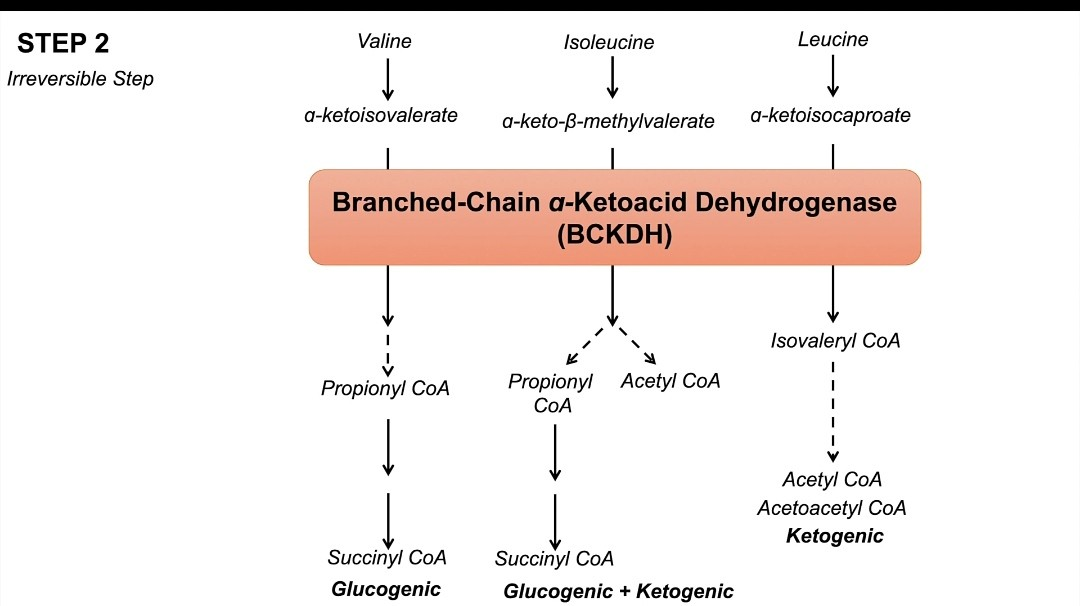 STEP 2
Irreversible Step
Valine
Isoleucine
Leucine
α-ketoisovalerate
α-keto-β-methylvalerate
α-ketoisocaproate
Branched-Chain α-Ketoacid Dehydrogenase
(BCKDH)
Isovaleryl CoA
Propionyl CoA
Propionyl
CoA
Acetyl CoA
Acetyl CoA
Acetoacetyl CoA
Ketogenic
Succinyl CoA
Glucogenic
Succinyl CoA
Glucogenic + Ketogenic